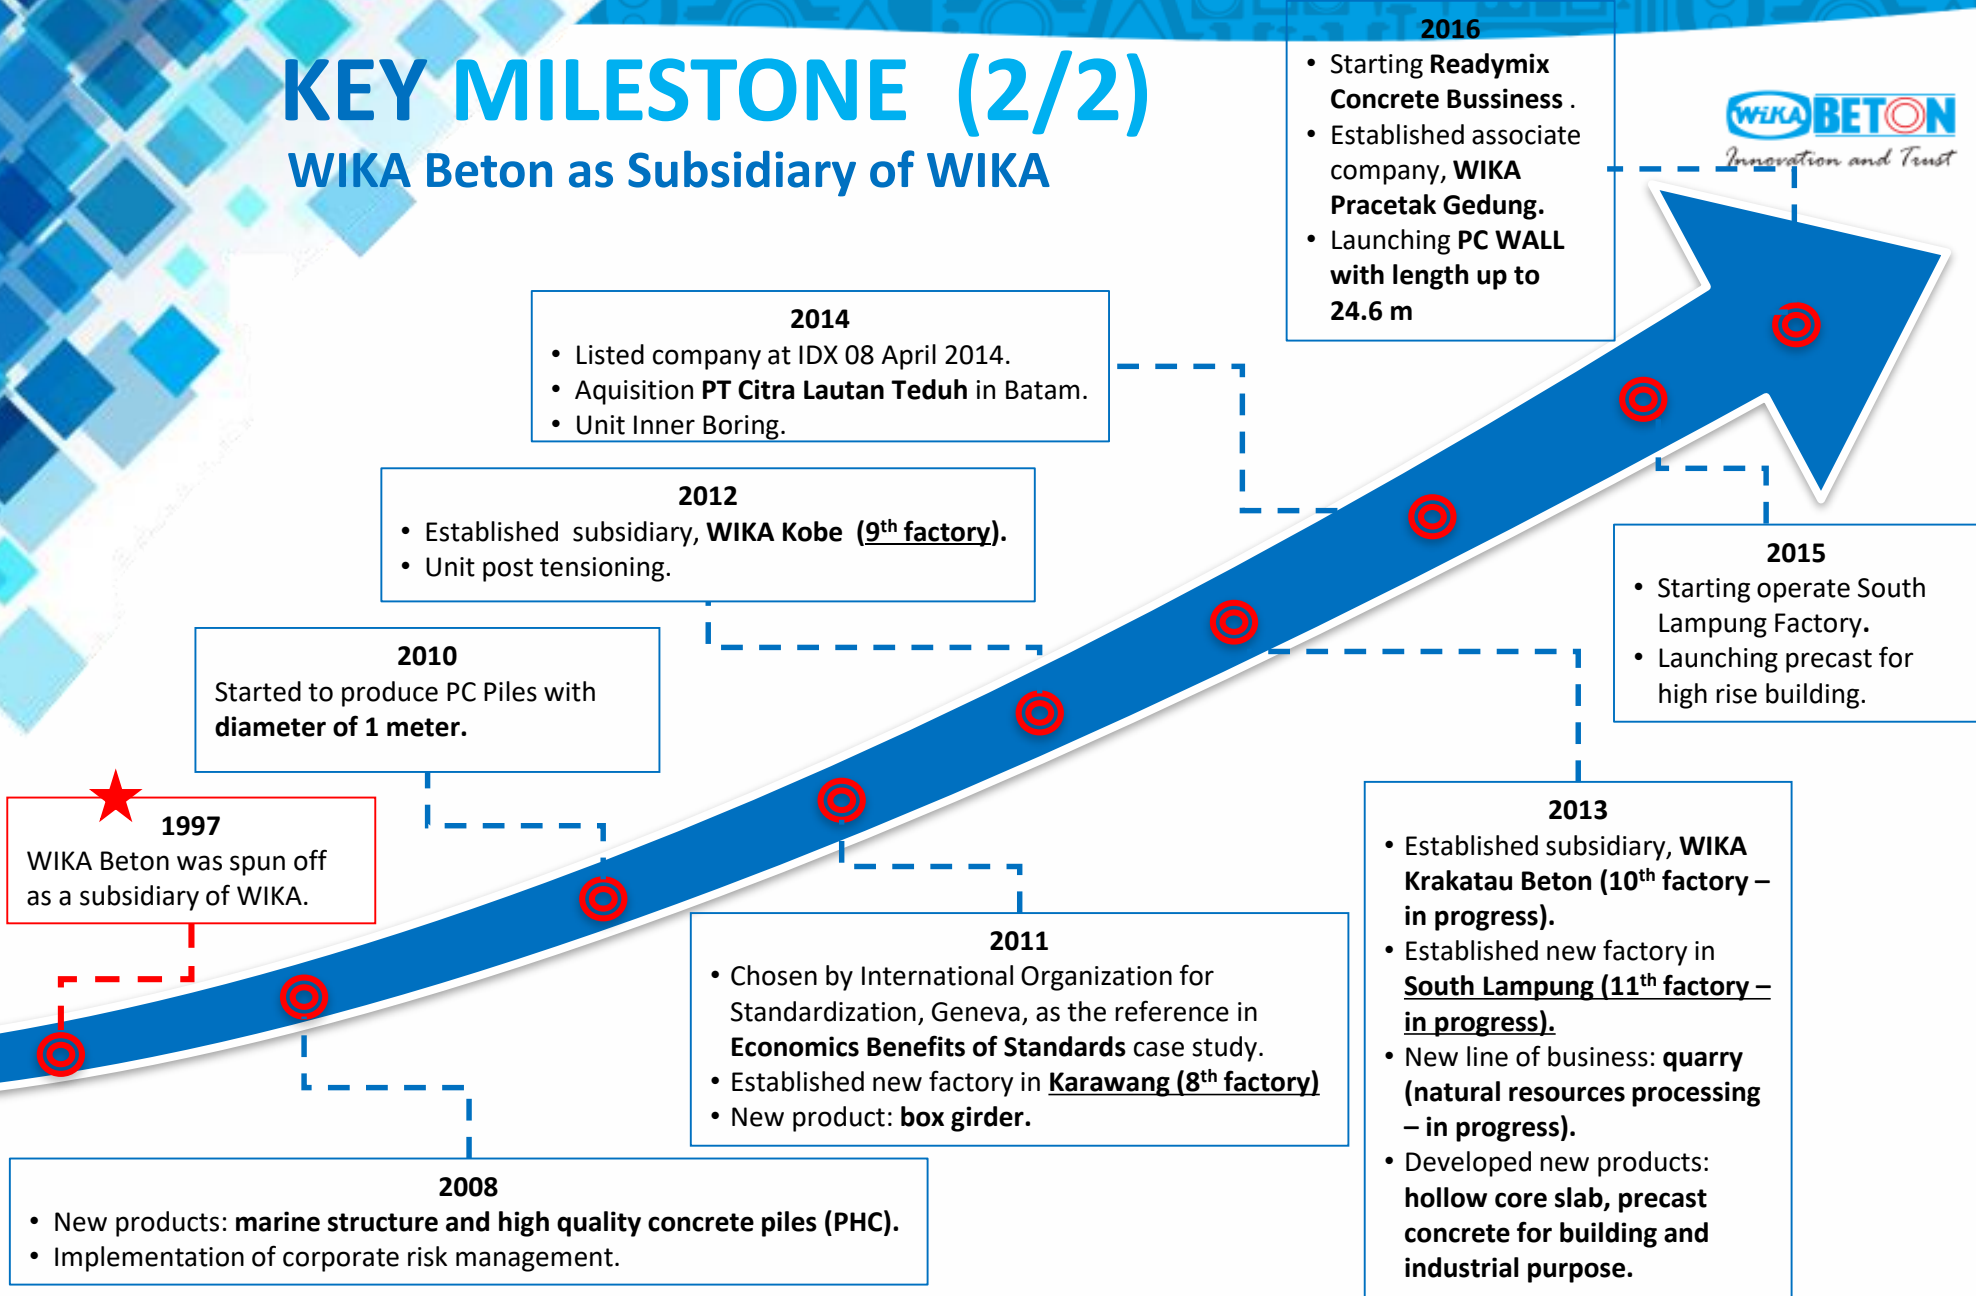 KEY MILESTONE (2/2)
WIKA Beton as Subsidiary of WIKA
WIKA BETON
Innovation and Trust
1997
WIKA Beton was spun off
as a subsidiary of WIKA.
2008
• New products: marine structure and high quality concrete piles (PHC).
• Implementation of corporate risk management.
2010
Started to produce PC Piles with
diameter of 1 meter.
2011
• Chosen by International Organization for
Standardization, Geneva, as the reference in
Economics Benefits of Standards case study.
• Established new factory in Karawang (8th factory)
• New product: box girder.
2012
• Established subsidiary, WIKA Kobe (9th factory).
• Unit post tensioning.
2013
• Established subsidiary, WIKA
Krakatau Beton (10th factory –
in progress).
• Established new factory in
South Lampung (11th factory –
in progress).
• New line of business: quarry
(natural resources processing
– in progress).
• Developed new products:
hollow core slab, precast
concrete for building and
industrial purpose.
2014
• Listed company at IDX 08 April 2014.
• Aquisition PT Citra Lautan Teduh in Batam.
• Unit Inner Boring.
2015
• Starting operate South
Lampung Factory.
• Launching precast for
high rise building.
2016
• Starting Readymix
Concrete Bussiness .
• Established associate
company, WIKA
Pracetak Gedung.
• Launching PC WALL
with length up to
24.6 m